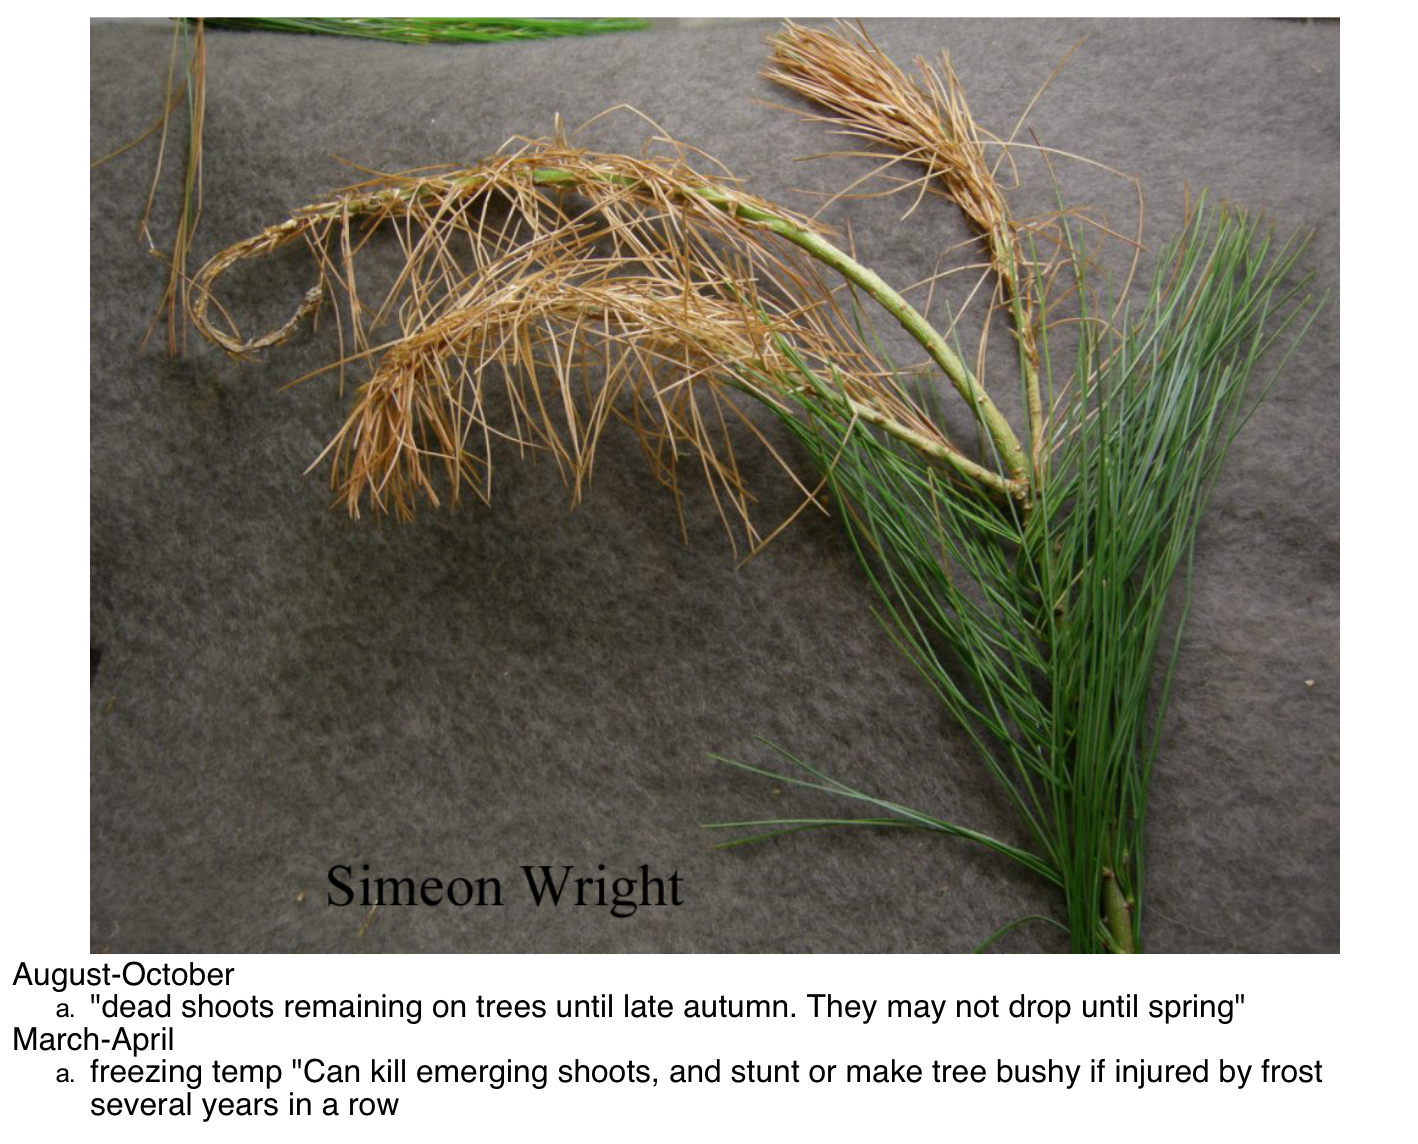 Simeon Wright
August-October
a. "dead shoots remaining on trees until late autumn. They may not drop until spring"
March-April
a. freezing temp "Can kill emerging shoots, and stunt or make tree bushy if injured by frost
several years in a row